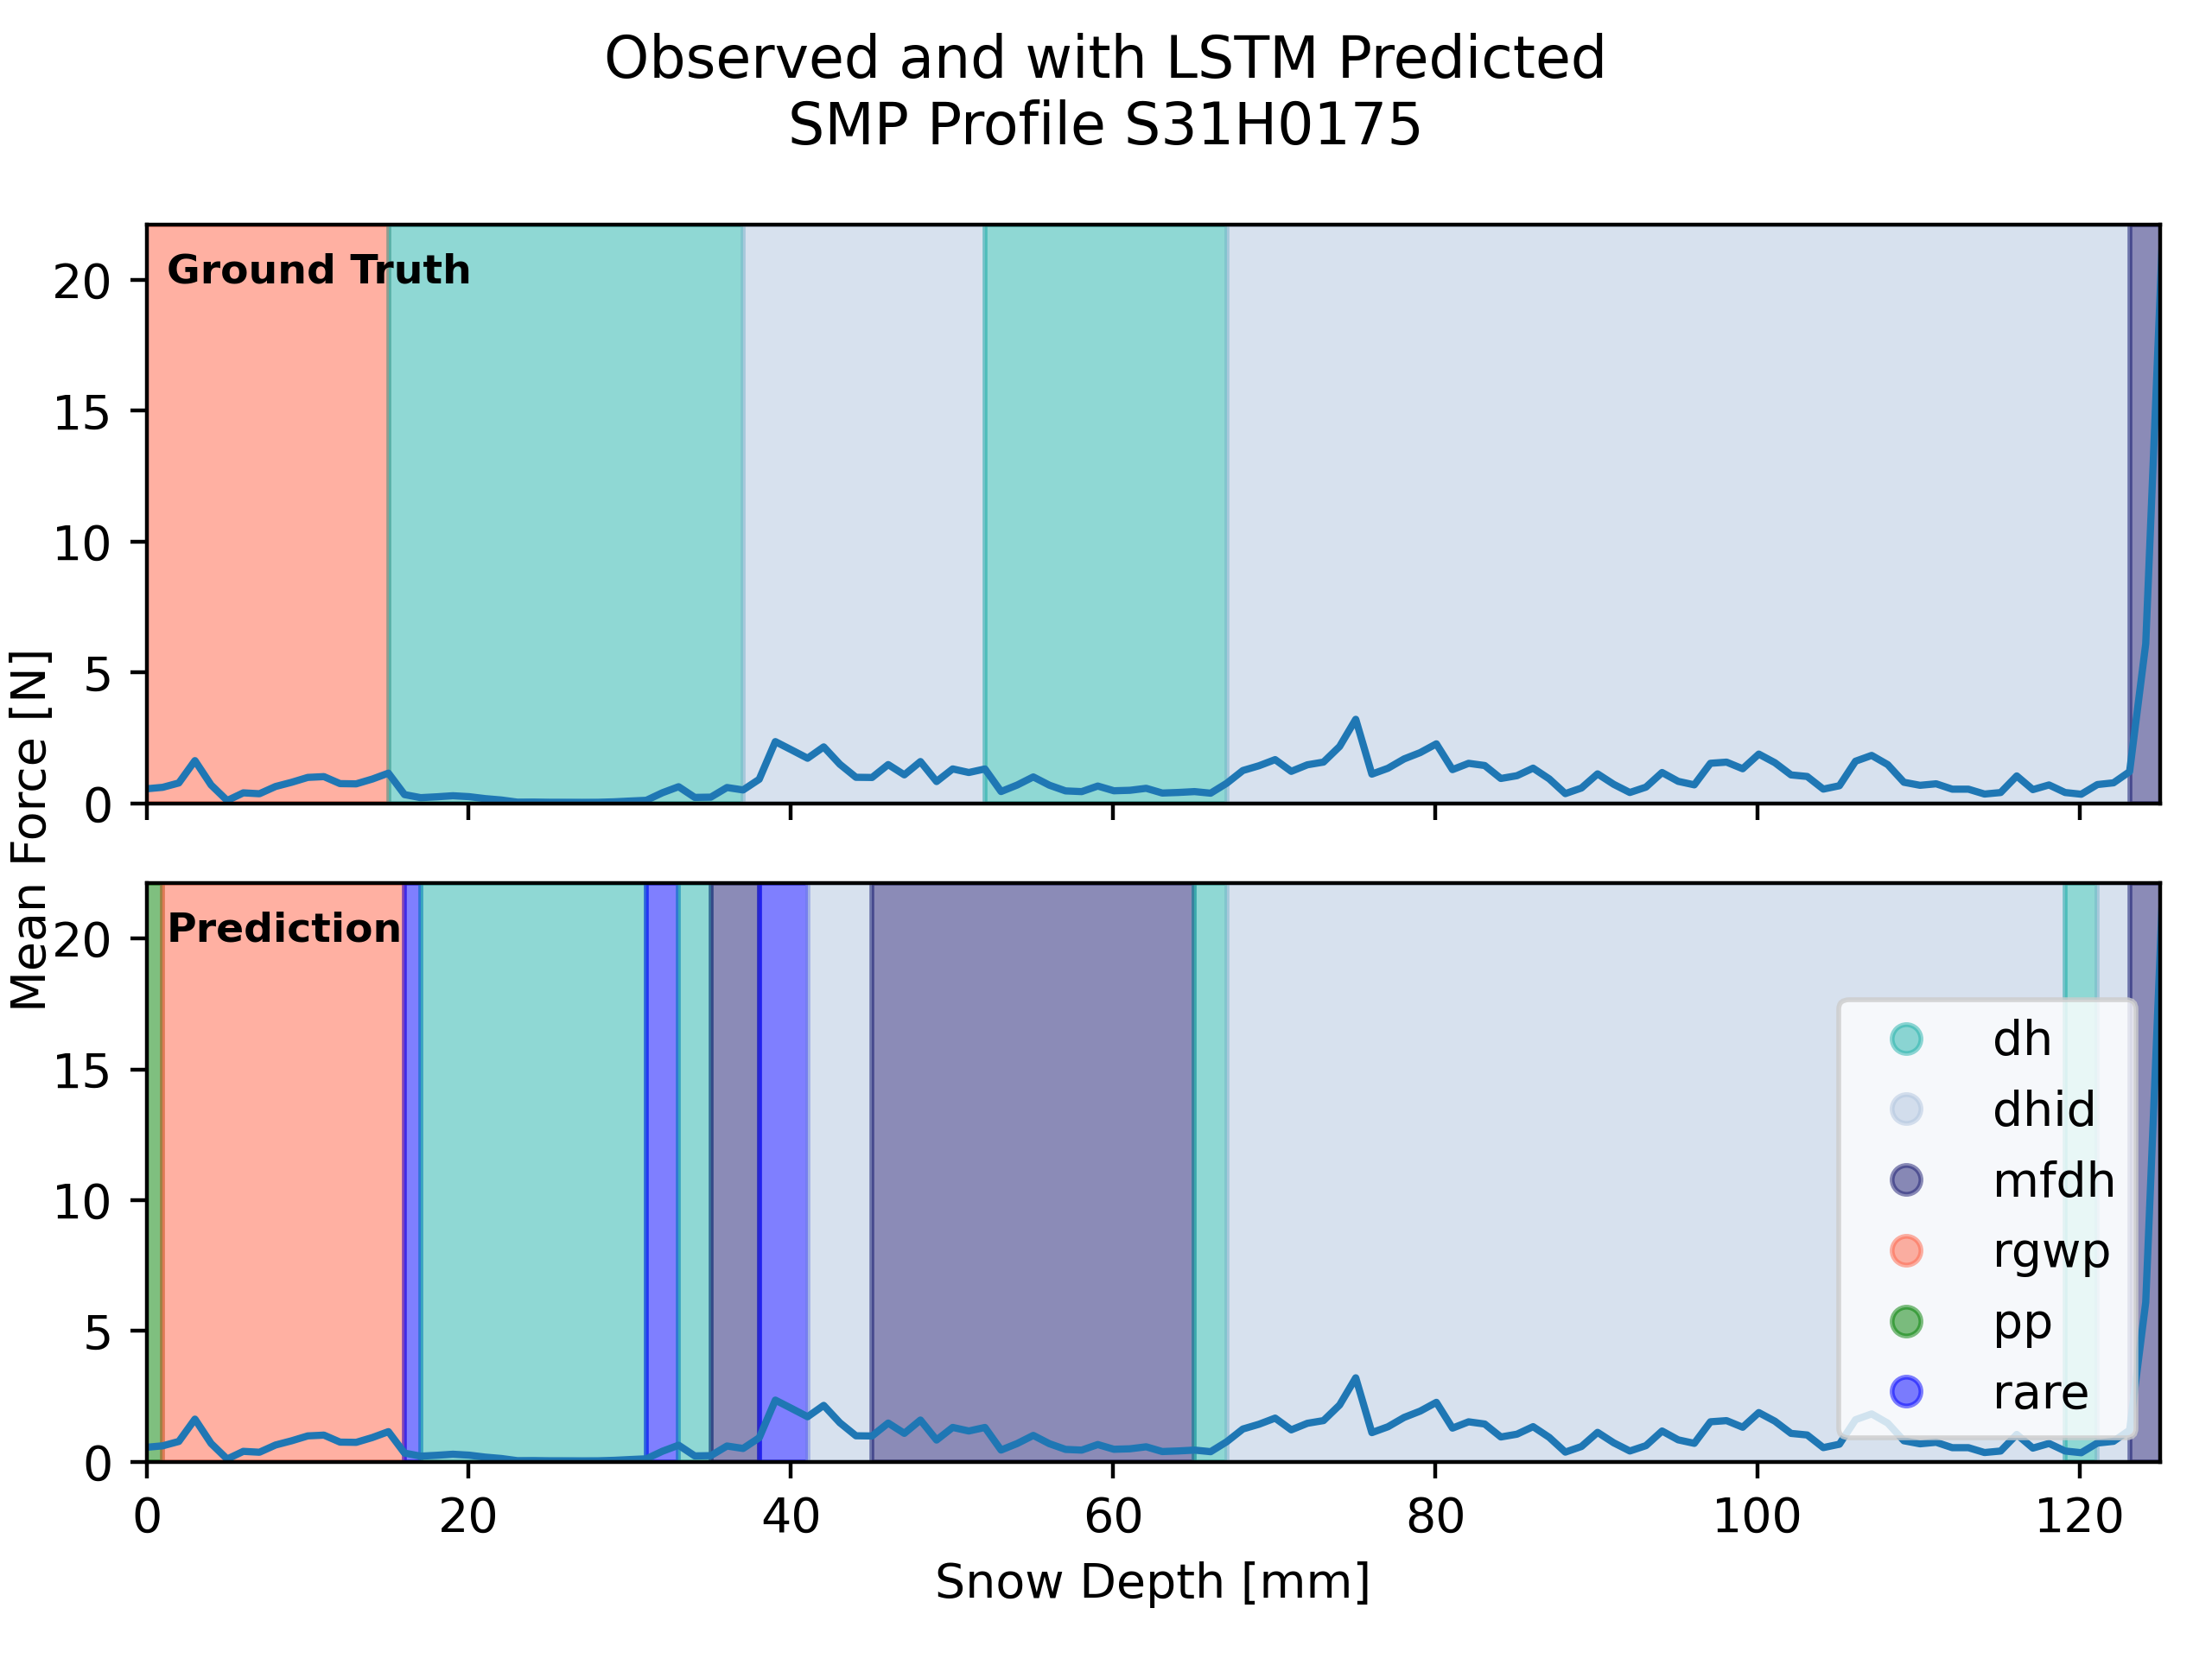 Observed and with LSTM Predicted
SMP Profile S31H0175
Mean Force [N]
Ground Truth
20
15
10
5
0
Prediction
20
15
10
5
0
dh
dhid
mfdh
rgwp
pp
rare
0 20 40 60 80 100 120
Snow Depth [mm]